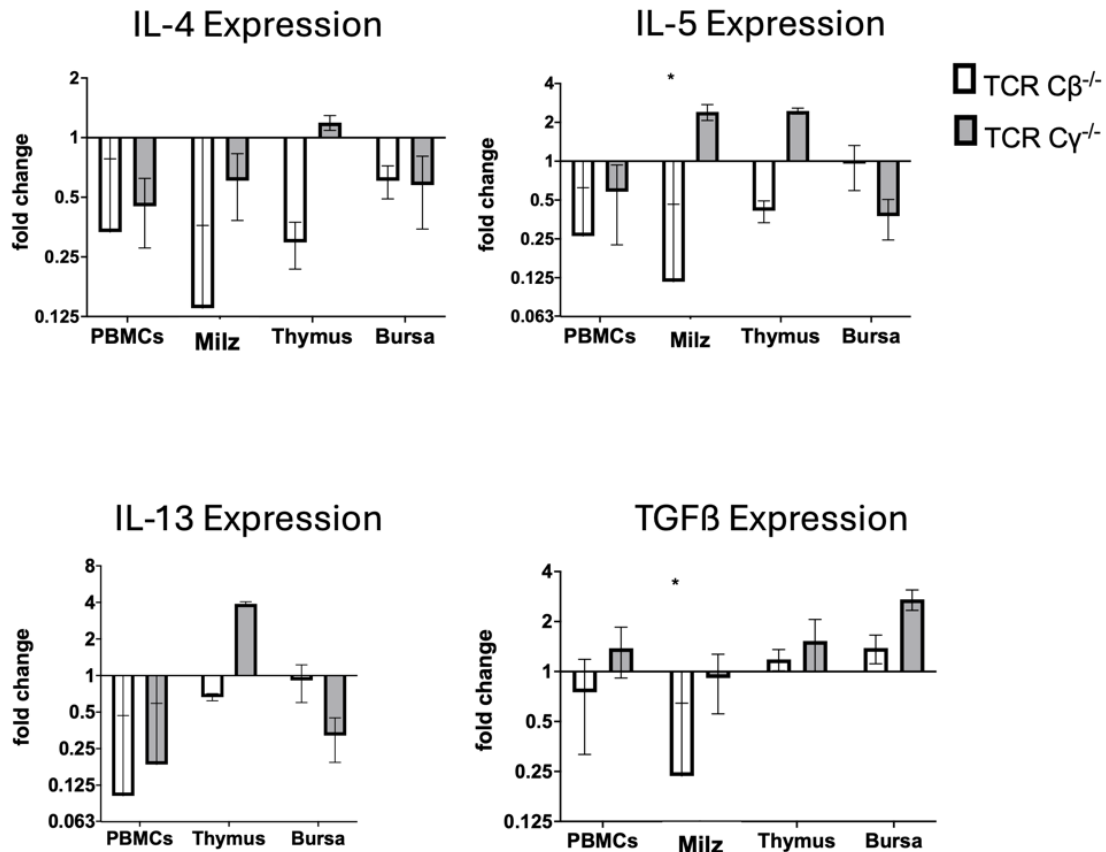 IL-4 Expression
fold change
2
1
0.5
0.25
0.125
PBMCs Milz Thymus Bursa
IL-5 Expression
fold change
4
2
1
0.5
0.25
0.125
0.063
*
PBMCs Milz Thymus Bursa
TCR Cβ-/-
TCR Cγ-/-
IL-13 Expression
fold change
8
4
2
1
0.5
0.25
0.125
0.063
PBMCs Thymus Bursa
TGFß Expression
fold change
4
2
1
0.5
0.25
0.125
*
PBMCs Milz Thymus Bursa